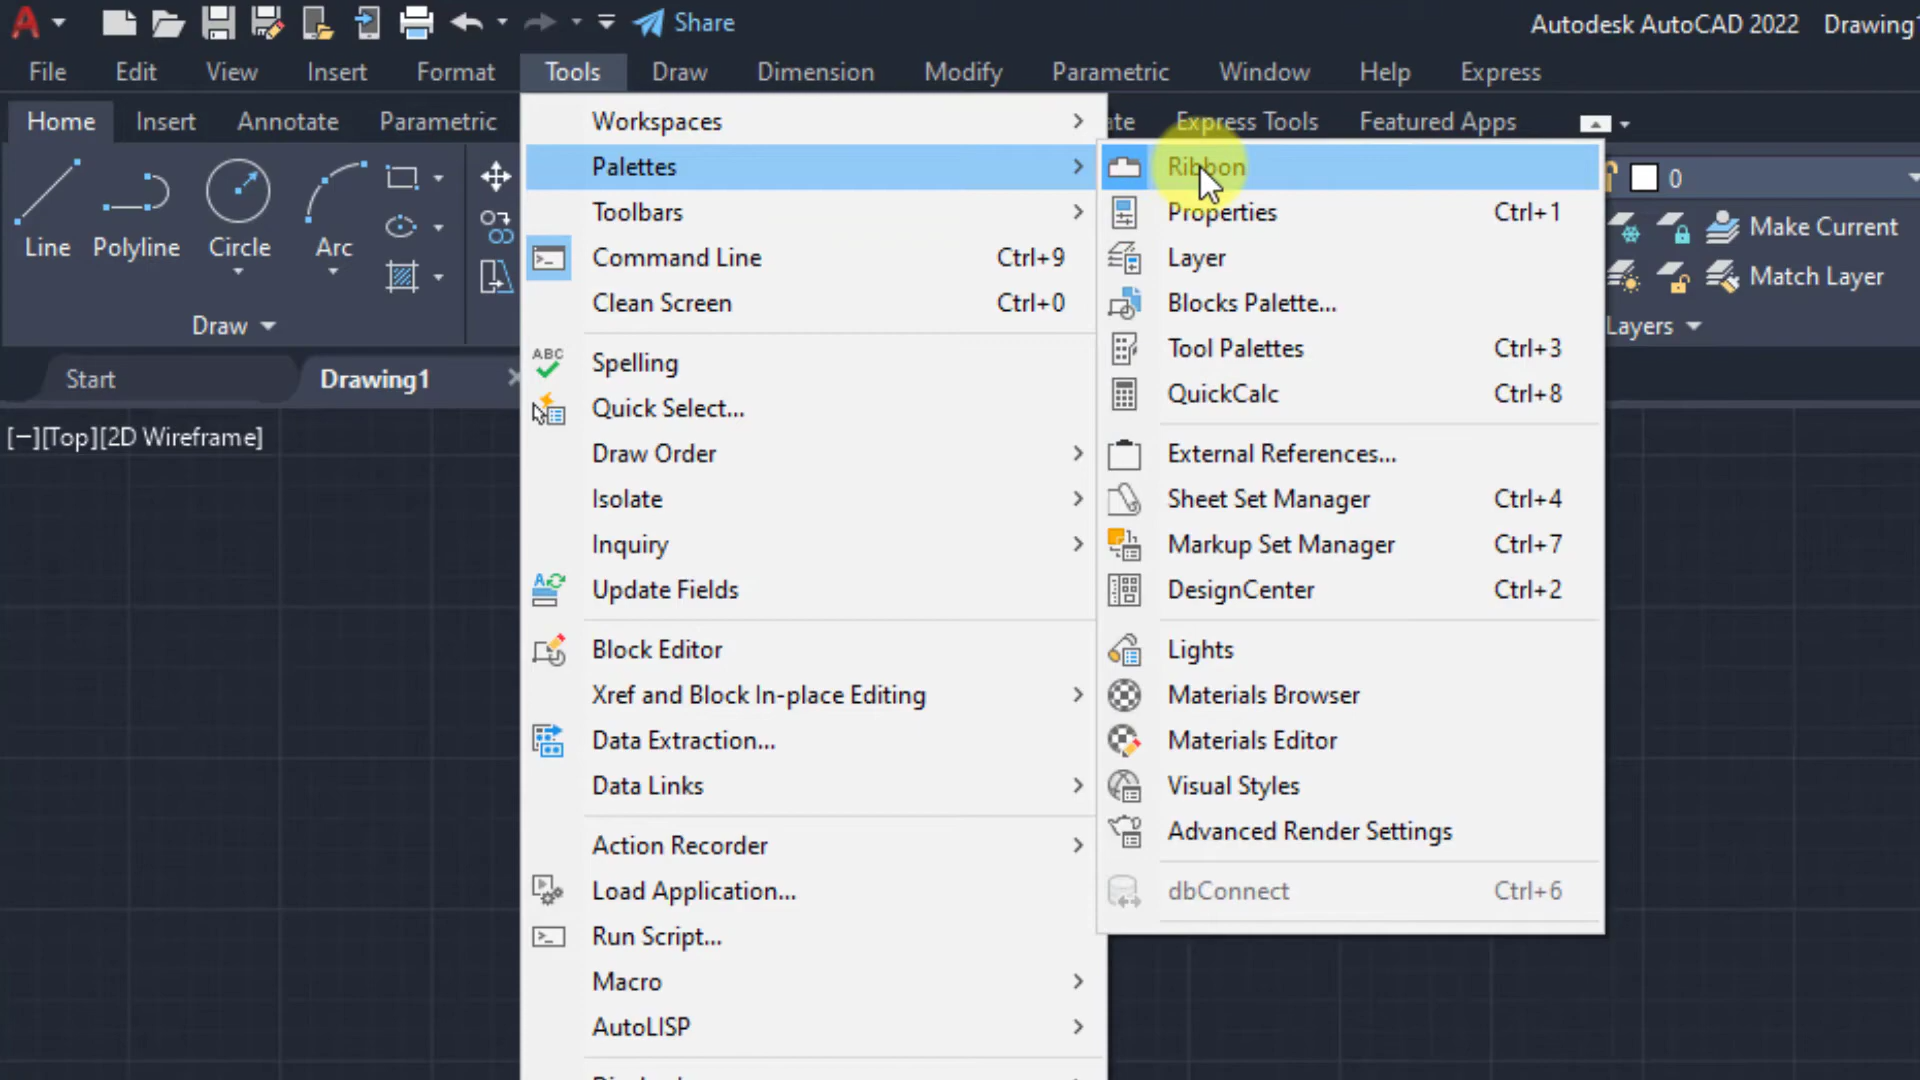 Share
Autodesk AutoCAD 2022 Drawing
File Edit View Insert Format Tools Draw Dimension Modify Parametric Window Help Express
Home Insert Annotate Parametric ate Express Tools Featured Apps
Line Polyline Circle Arc
Draw
0
Make Current
Match Layer
Layers
Start Drawing1
[−][Top][2D Wireframe]
Workspaces
Palettes
Toolbars
Command Line Ctrl+9
Clean Screen Ctrl+0
ABC
Spelling
Quick Select...
Draw Order
Isolate
Inquiry
Update Fields
Block Editor
Xref and Block In-place Editing
Data Extraction...
Data Links
Action Recorder
Load Application...
Run Script...
Macro
AutoLISP
Ribbon
Properties Ctrl+1
Layer
Blocks Palette...
Tool Palettes Ctrl+3
QuickCalc Ctrl+8
External References...
Sheet Set Manager Ctrl+4
Markup Set Manager Ctrl+7
DesignCenter Ctrl+2
Lights
Materials Browser
Materials Editor
Visual Styles
Advanced Render Settings
dbConnect Ctrl+6